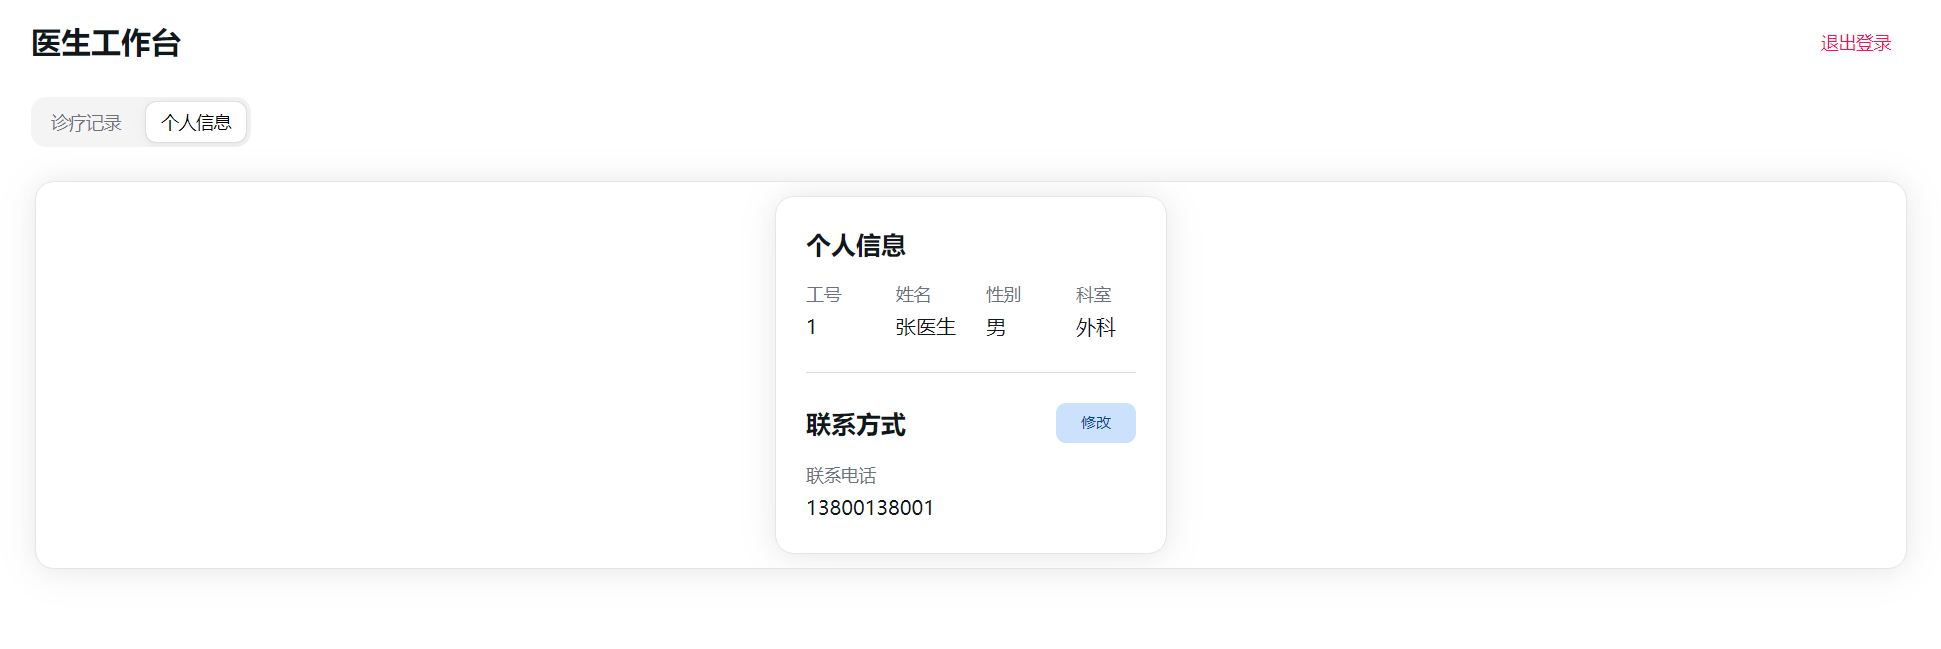 医生工作台
退出登录
诊疗记录 个人信息
个人信息
工号 姓名 性别 科室
1 张医生 男 外科
联系方式 修改
联系电话
13800138001